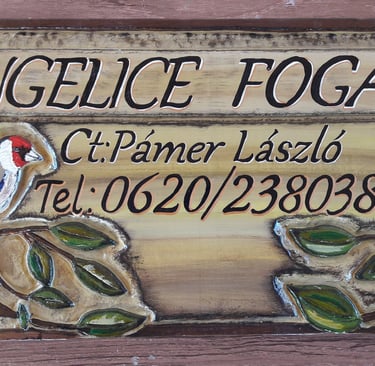 NGELICE FOGA
Ct:Pámer László
Tel:0620/238038